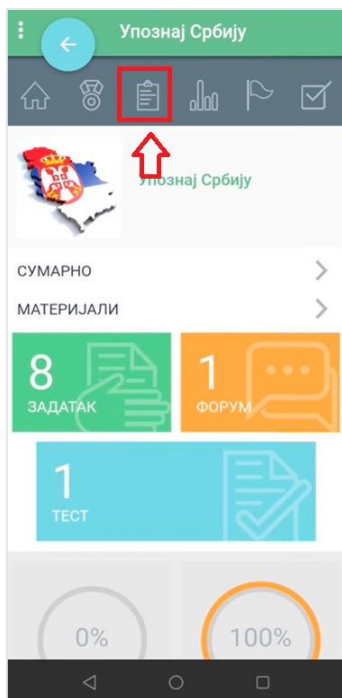 Упознај Србију
Упознај Србију
СУМАРНО
МАТЕРИЈАЛИ
8
ЗАДАТАК
1
ФОРУМ
1
ТЕСТ
0%
100%